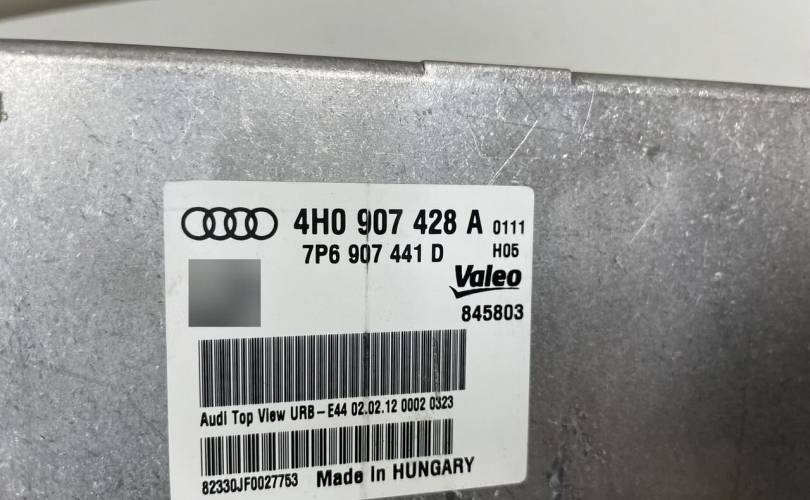 4H0 907 428 A 0111
7P6 907 441 D H05
Valeo
845803
Audi Top View URB-E44 02.02.12 0002 0323
82330JF0027753 Made in HUNGARY